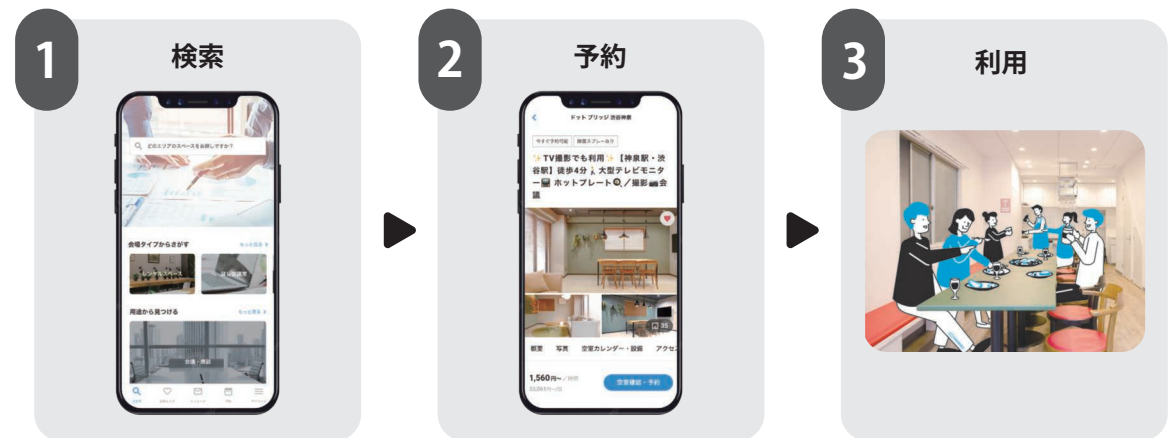 1
検索
どのエリアのスペースをお探しですか?
会場タイプからさがす
もっと見る
レンタルスペース
貸会議室
用途から見つける
もっと見る
会議・商談
2
予約
ドット ブリッジ 渋谷神泉
今すぐ予約可能
除菌スプレーあり
✨TV撮影でも利用✨【神泉駅・渋
谷駅】徒歩4分🚶大型テレビモニタ
ー🖥ホットプレート🍳/撮影📷会
議
35
概要 写真 空室カレンダー・設備 アクセス
1,560円〜/時間
空室確認・予約
3
利用